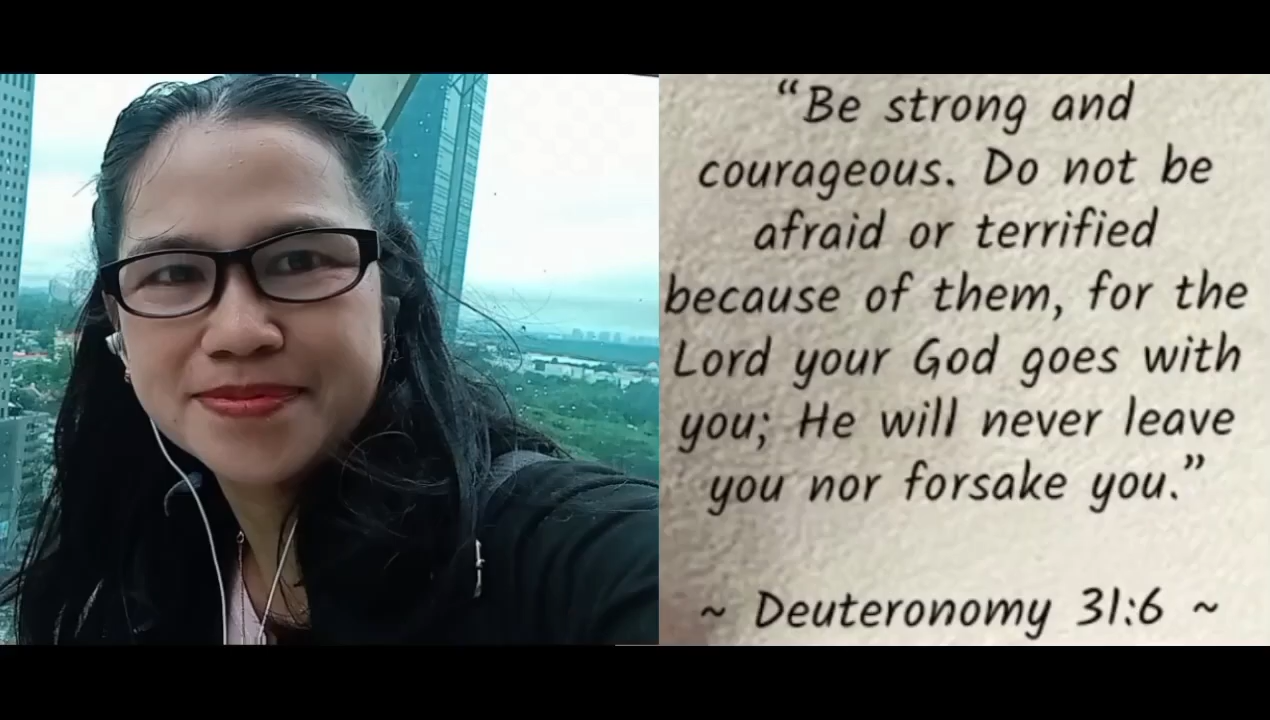 “Be strong and
courageous. Do not be
afraid or terrified
because of them, for the
Lord your God goes with
you; He will never leave
you nor forsake you.”
~ Deuteronomy 31:6 ~